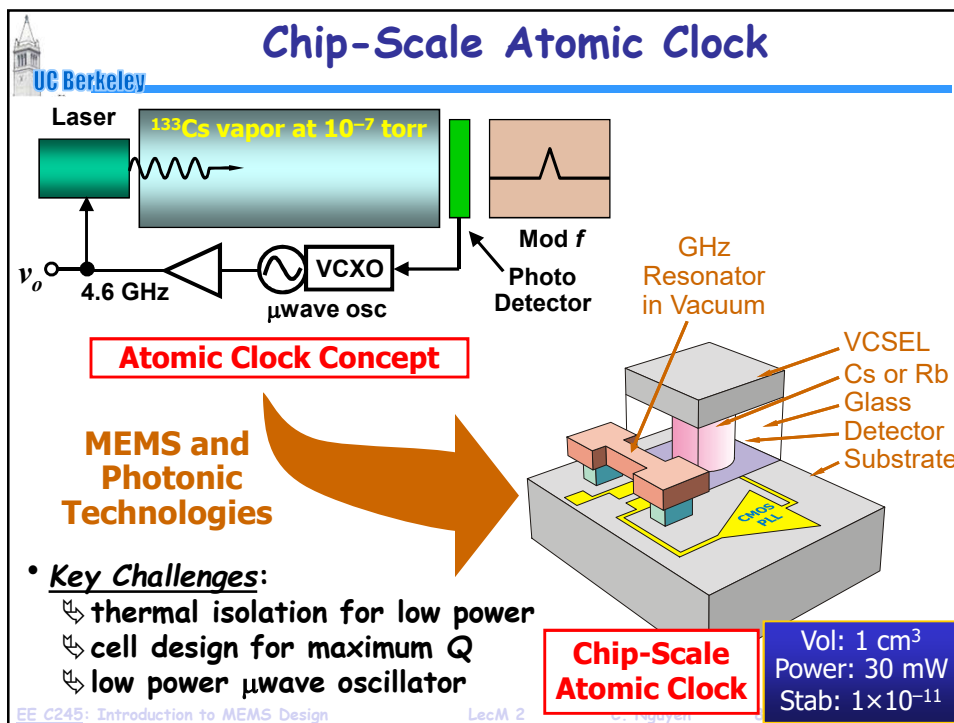 Chip-Scale Atomic Clock
UC Berkeley
Laser
¹³³Cs vapor at 10⁻⁷ torr
Mod f
Photo
Detector
VCXO
μwave osc
4.6 GHz
vₒ
Atomic Clock Concept
GHz
Resonator
in Vacuum
VCSEL
Cs or Rb
Glass
Detector
Substrate
CMOS
PLL
MEMS and
Photonic
Technologies
• Key Challenges:
↳ thermal isolation for low power
↳ cell design for maximum Q
↳ low power μwave oscillator
Chip-Scale
Atomic Clock
Vol: 1 cm³
Power: 30 mW
Stab: 1×10⁻¹¹
EE C245: Introduction to MEMS Design
LecM 2
C. Nguyen